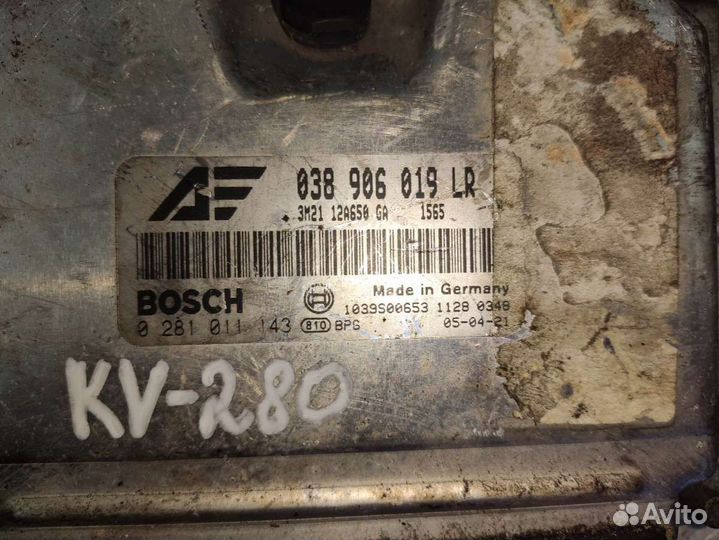 AF 038 906 019 LR
3M21 12A650 GA 1565
BOSCH Made in Germany
1039S00653 1128 0348
0 281 011 143 810 BPG 05-04-21
KV-280
Avito